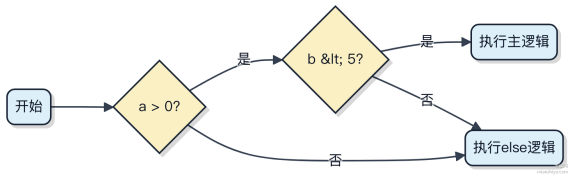 开始
a > 0?
是
b &lt; 5?
是
执行主逻辑
否
否
执行else逻辑